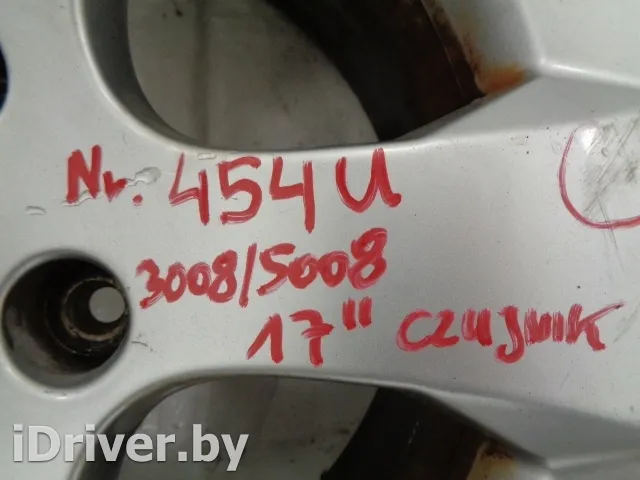 Nr. 454U
3008/5008
17" CZUJNIK
iDriver.by